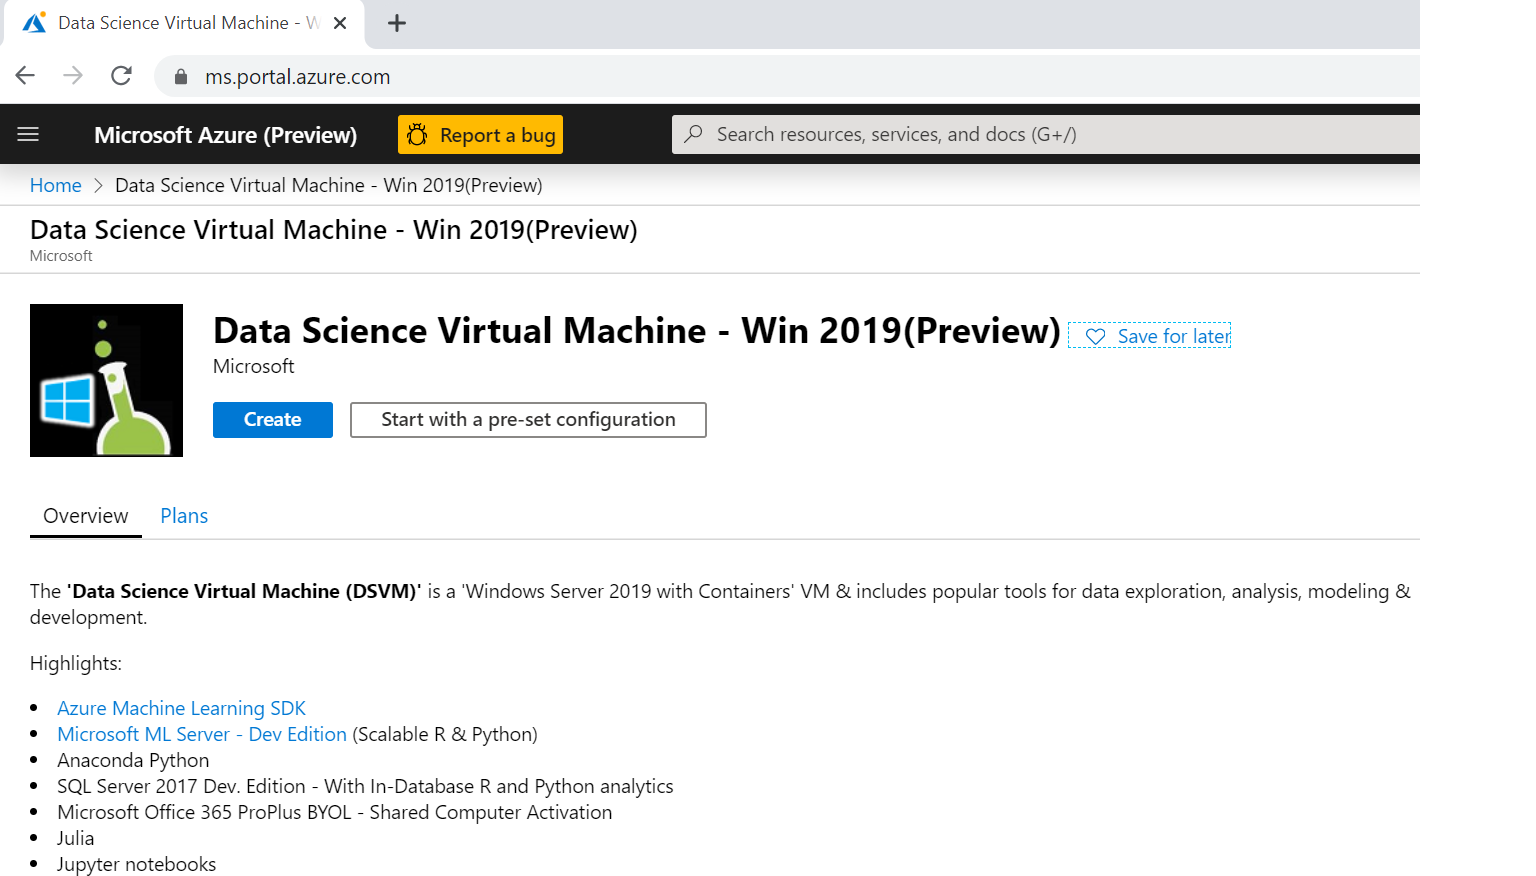 Data Science Virtual Machine - W
ms.portal.azure.com
Microsoft Azure (Preview)
Report a bug
Search resources, services, and docs (G+/)
Home > Data Science Virtual Machine - Win 2019(Preview)
Data Science Virtual Machine - Win 2019(Preview)
Microsoft
Data Science Virtual Machine - Win 2019(Preview)
Save for later
Microsoft
Create
Start with a pre-set configuration
Overview
Plans
The 'Data Science Virtual Machine (DSVM)' is a 'Windows Server 2019 with Containers' VM & includes popular tools for data exploration, analysis, modeling &
development.
Highlights:
• Azure Machine Learning SDK
• Microsoft ML Server - Dev Edition (Scalable R & Python)
• Anaconda Python
• SQL Server 2017 Dev. Edition - With In-Database R and Python analytics
• Microsoft Office 365 ProPlus BYOL - Shared Computer Activation
• Julia
• Jupyter notebooks